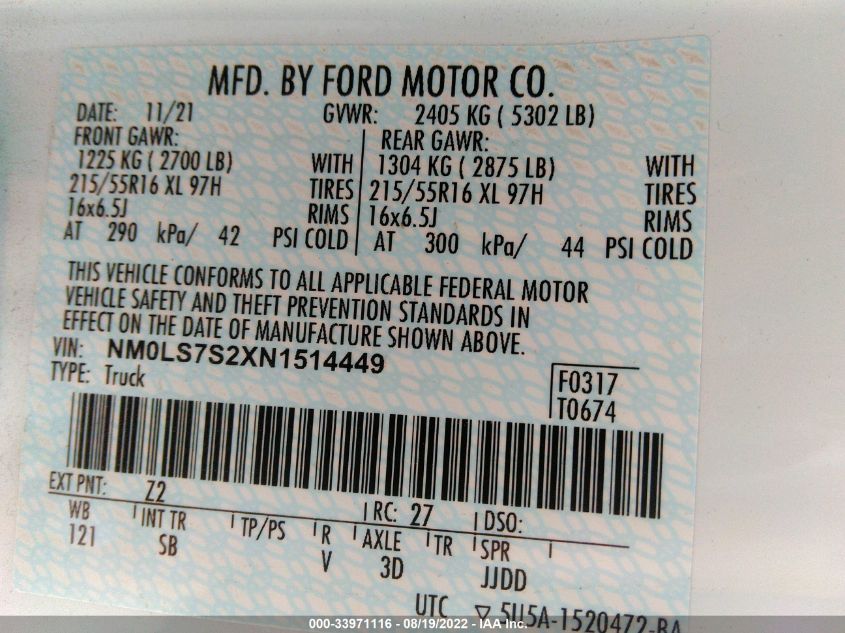 MFD. BY FORD MOTOR CO.
DATE: 11/21 GVWR: 2405 KG ( 5302 LB)
FRONT GAWR: REAR GAWR:
1225 KG ( 2700 LB) WITH 1304 KG ( 2875 LB) WITH
215/55R16 XL 97H TIRES 215/55R16 XL 97H TIRES
16x6.5J RIMS 16x6.5J RIMS
AT 290 kPa/ 42 PSI COLD AT 300 kPa/ 44 PSI COLD
THIS VEHICLE CONFORMS TO ALL APPLICABLE FEDERAL MOTOR
VEHICLE SAFETY AND THEFT PREVENTION STANDARDS IN
EFFECT ON THE DATE OF MANUFACTURE SHOWN ABOVE.
VIN: NM0LS7S2XN1514449
TYPE: Truck F0317
T0674
EXT PNT: Z2 RC: 27 DSO:
WB INT TR TP/PS R AXLE TR SPR
121 SB V 3D JJDD
UTC ▽ 5U5A-1520472-BA
000-33971116 - 08/19/2022 - IAA Inc.